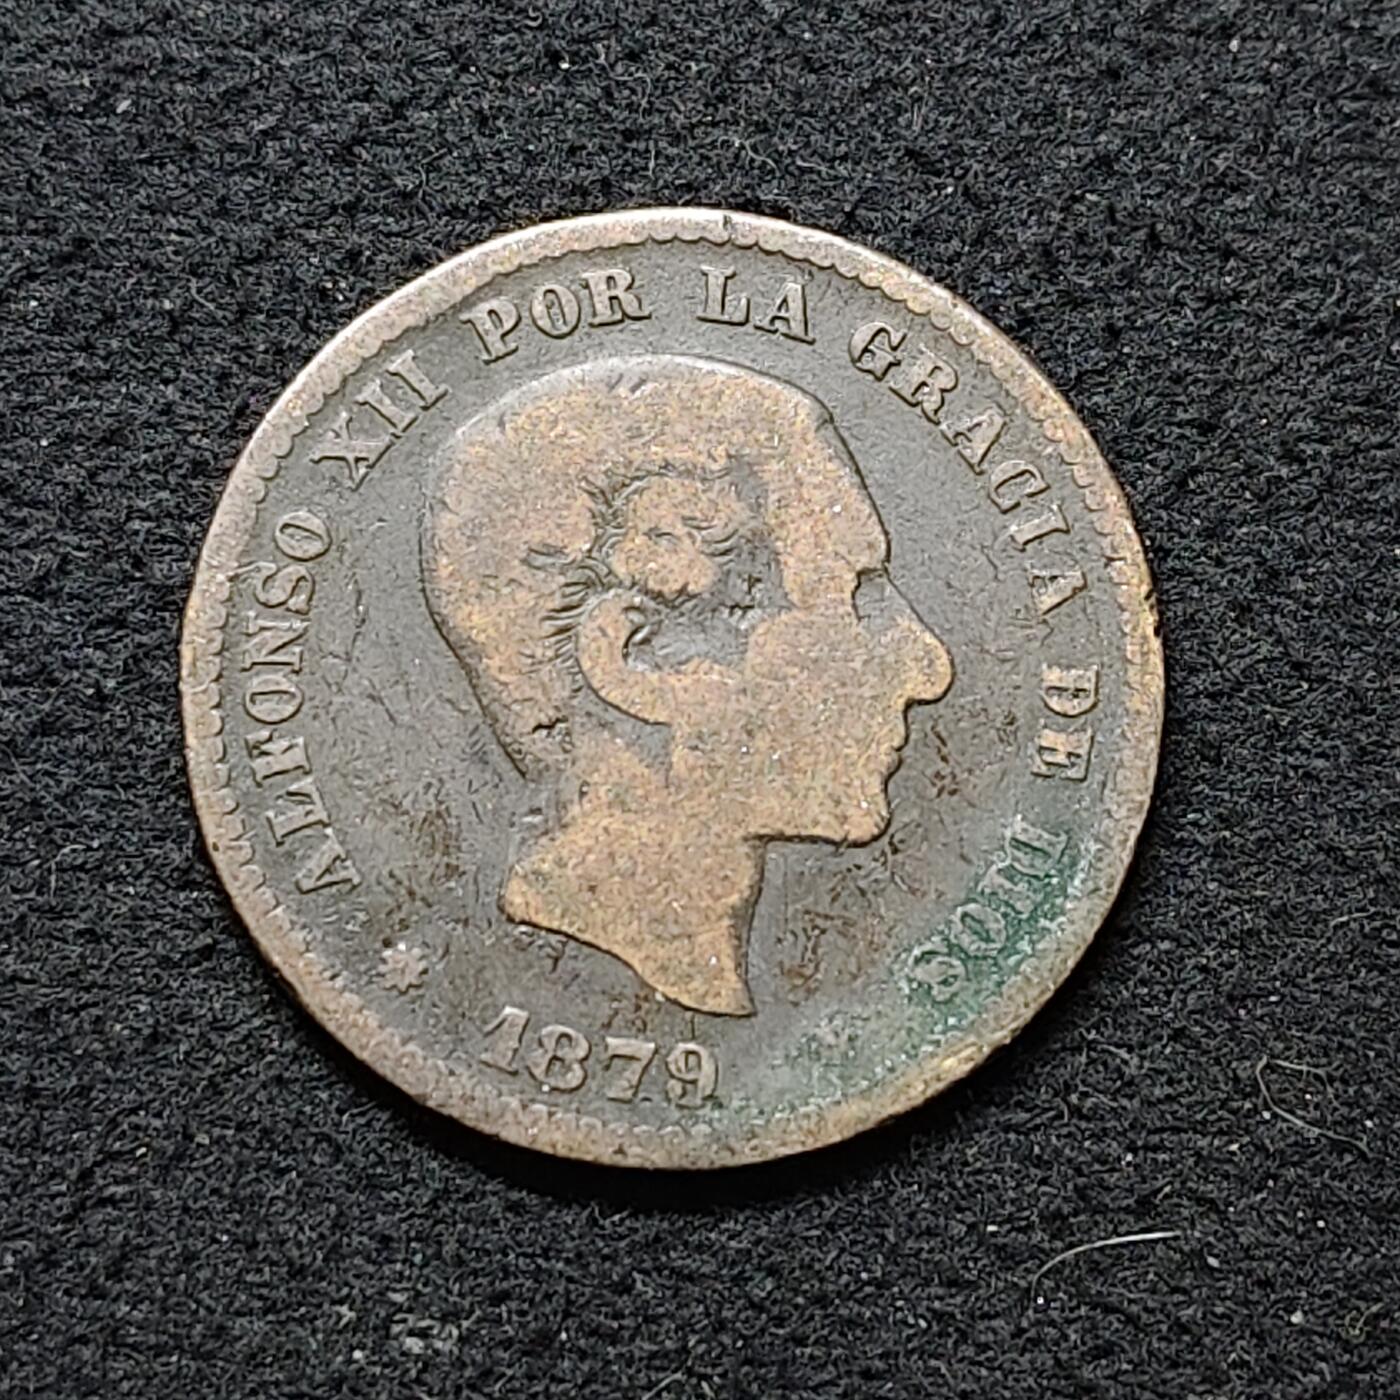 ALFONSO XII POR LA GRACIA DE DIOS
1879